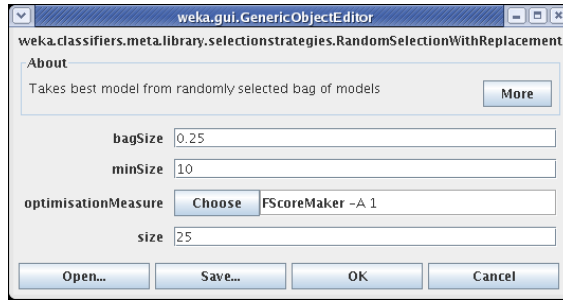 weka.gui.GenericObjectEditor
weka.classifiers.meta.library.selectionstrategies.RandomSelectionWithReplacement
About
Takes best model from randomly selected bag of models
More
bagSize 0.25
minSize 10
optimisationMeasure Choose FScoreMaker -A 1
size 25
Open... Save... OK Cancel